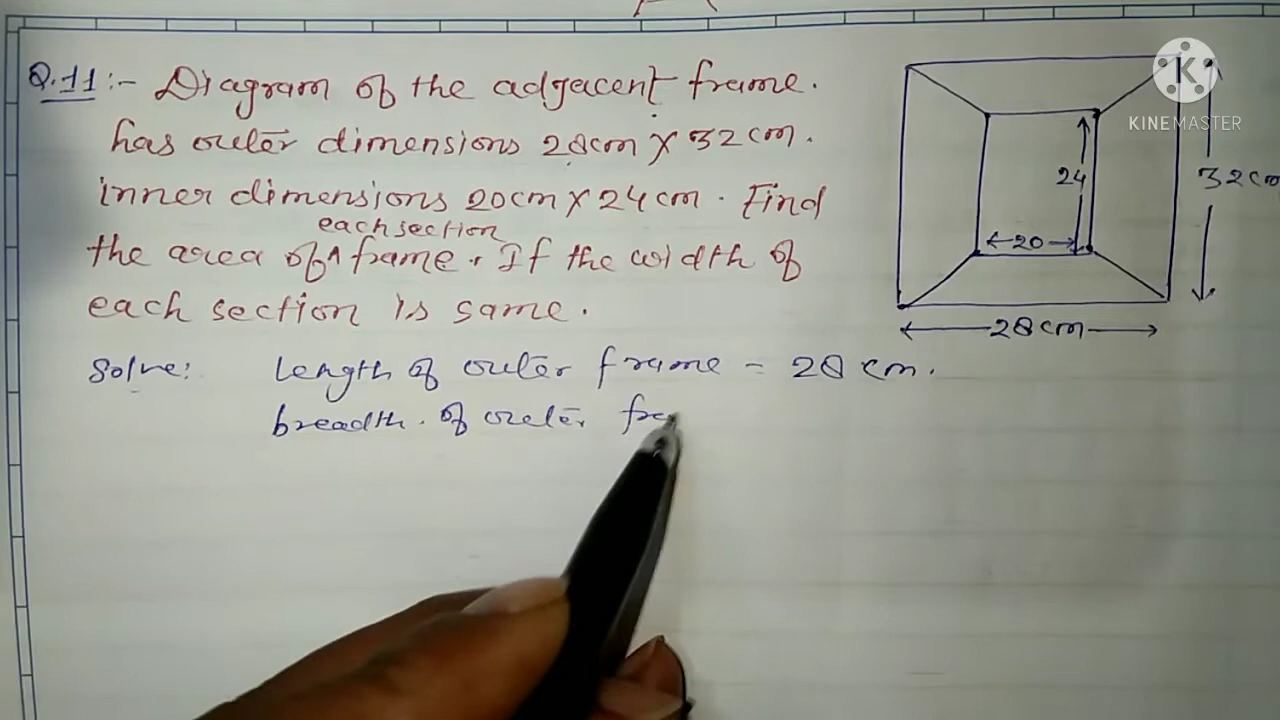 Q.11:- Diagram of the adjacent frame.
has outer dimensions 28cm x 32cm.
inner dimensions 20cm x 24cm. Find
each section
the area of ^ frame. If the width of
each section is same.
Solve: Length of outer frame = 28 cm.
breadth. of outer fra
24
20
32cm
28cm
K
KINEMASTER